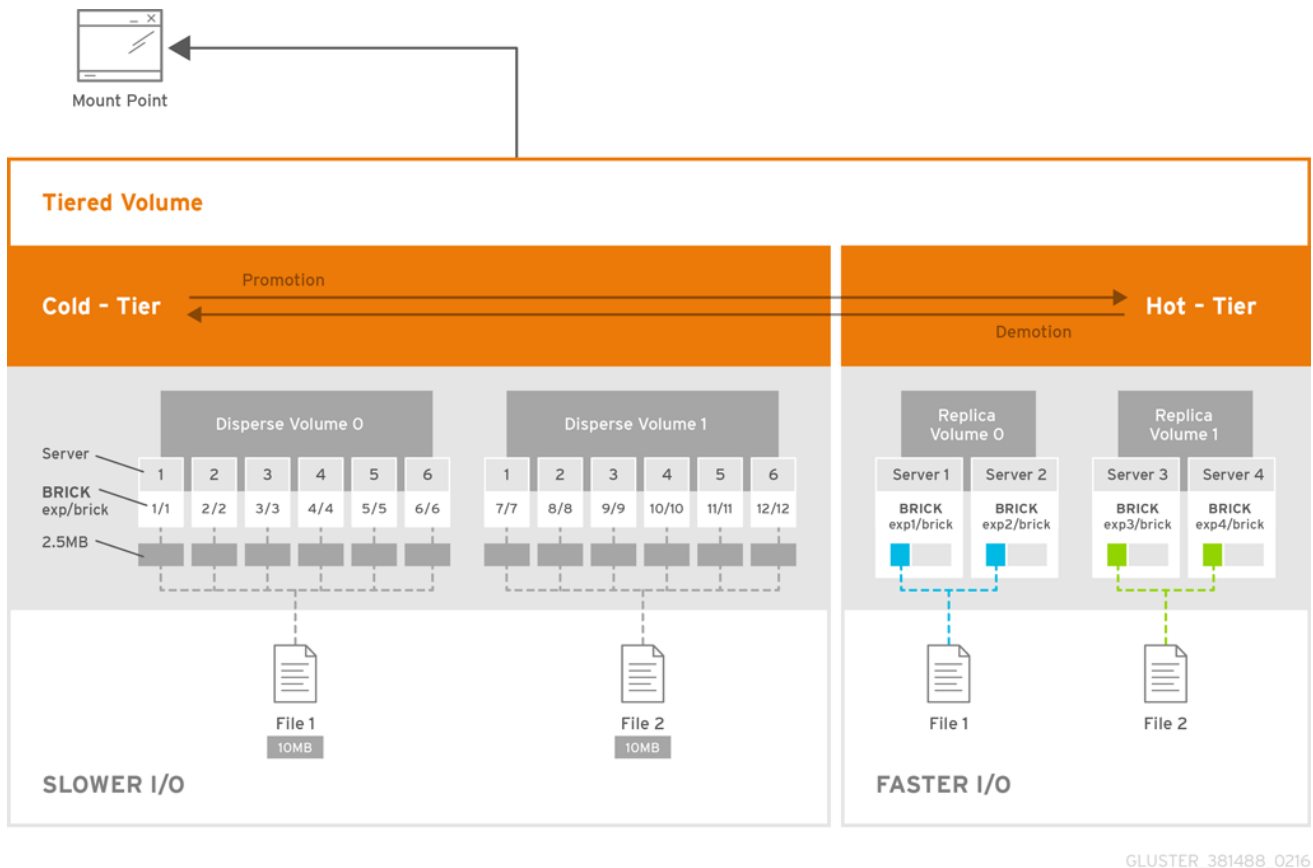 Mount Point
Tiered Volume
Cold - Tier
Promotion
Demotion
Hot - Tier
Disperse Volume 0
Disperse Volume 1
Replica
Volume 0
Replica
Volume 1
Server
1 2 3 4 5 6
1 2 3 4 5 6
Server 1 Server 2
Server 3 Server 4
BRICK
exp/brick
1/1 2/2 3/3 4/4 5/5 6/6
7/7 8/8 9/9 10/10 11/11 12/12
BRICK
exp1/brick
BRICK
exp2/brick
BRICK
exp3/brick
BRICK
exp4/brick
2.5MB
File 1
10MB
File 2
10MB
File 1
File 2
SLOWER I/O
FASTER I/O
GLUSTER_381488_0216